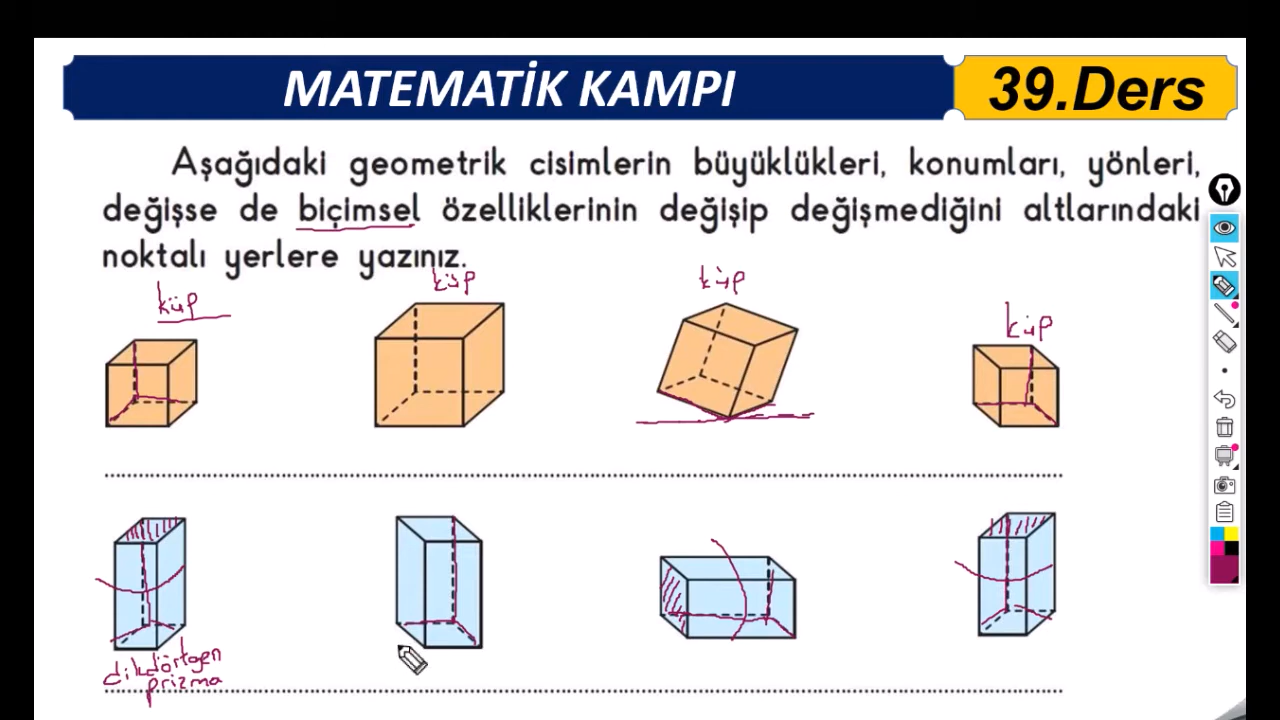 MATEMATİK KAMPI
39.Ders
Aşağıdaki geometrik cisimlerin büyüklükleri, konumları, yönleri,
değişse de biçimsel özelliklerinin değişip değişmediğini altlarındaki
noktalı yerlere yazınız.
küp küp küp küp
dikdörtgen
prizma